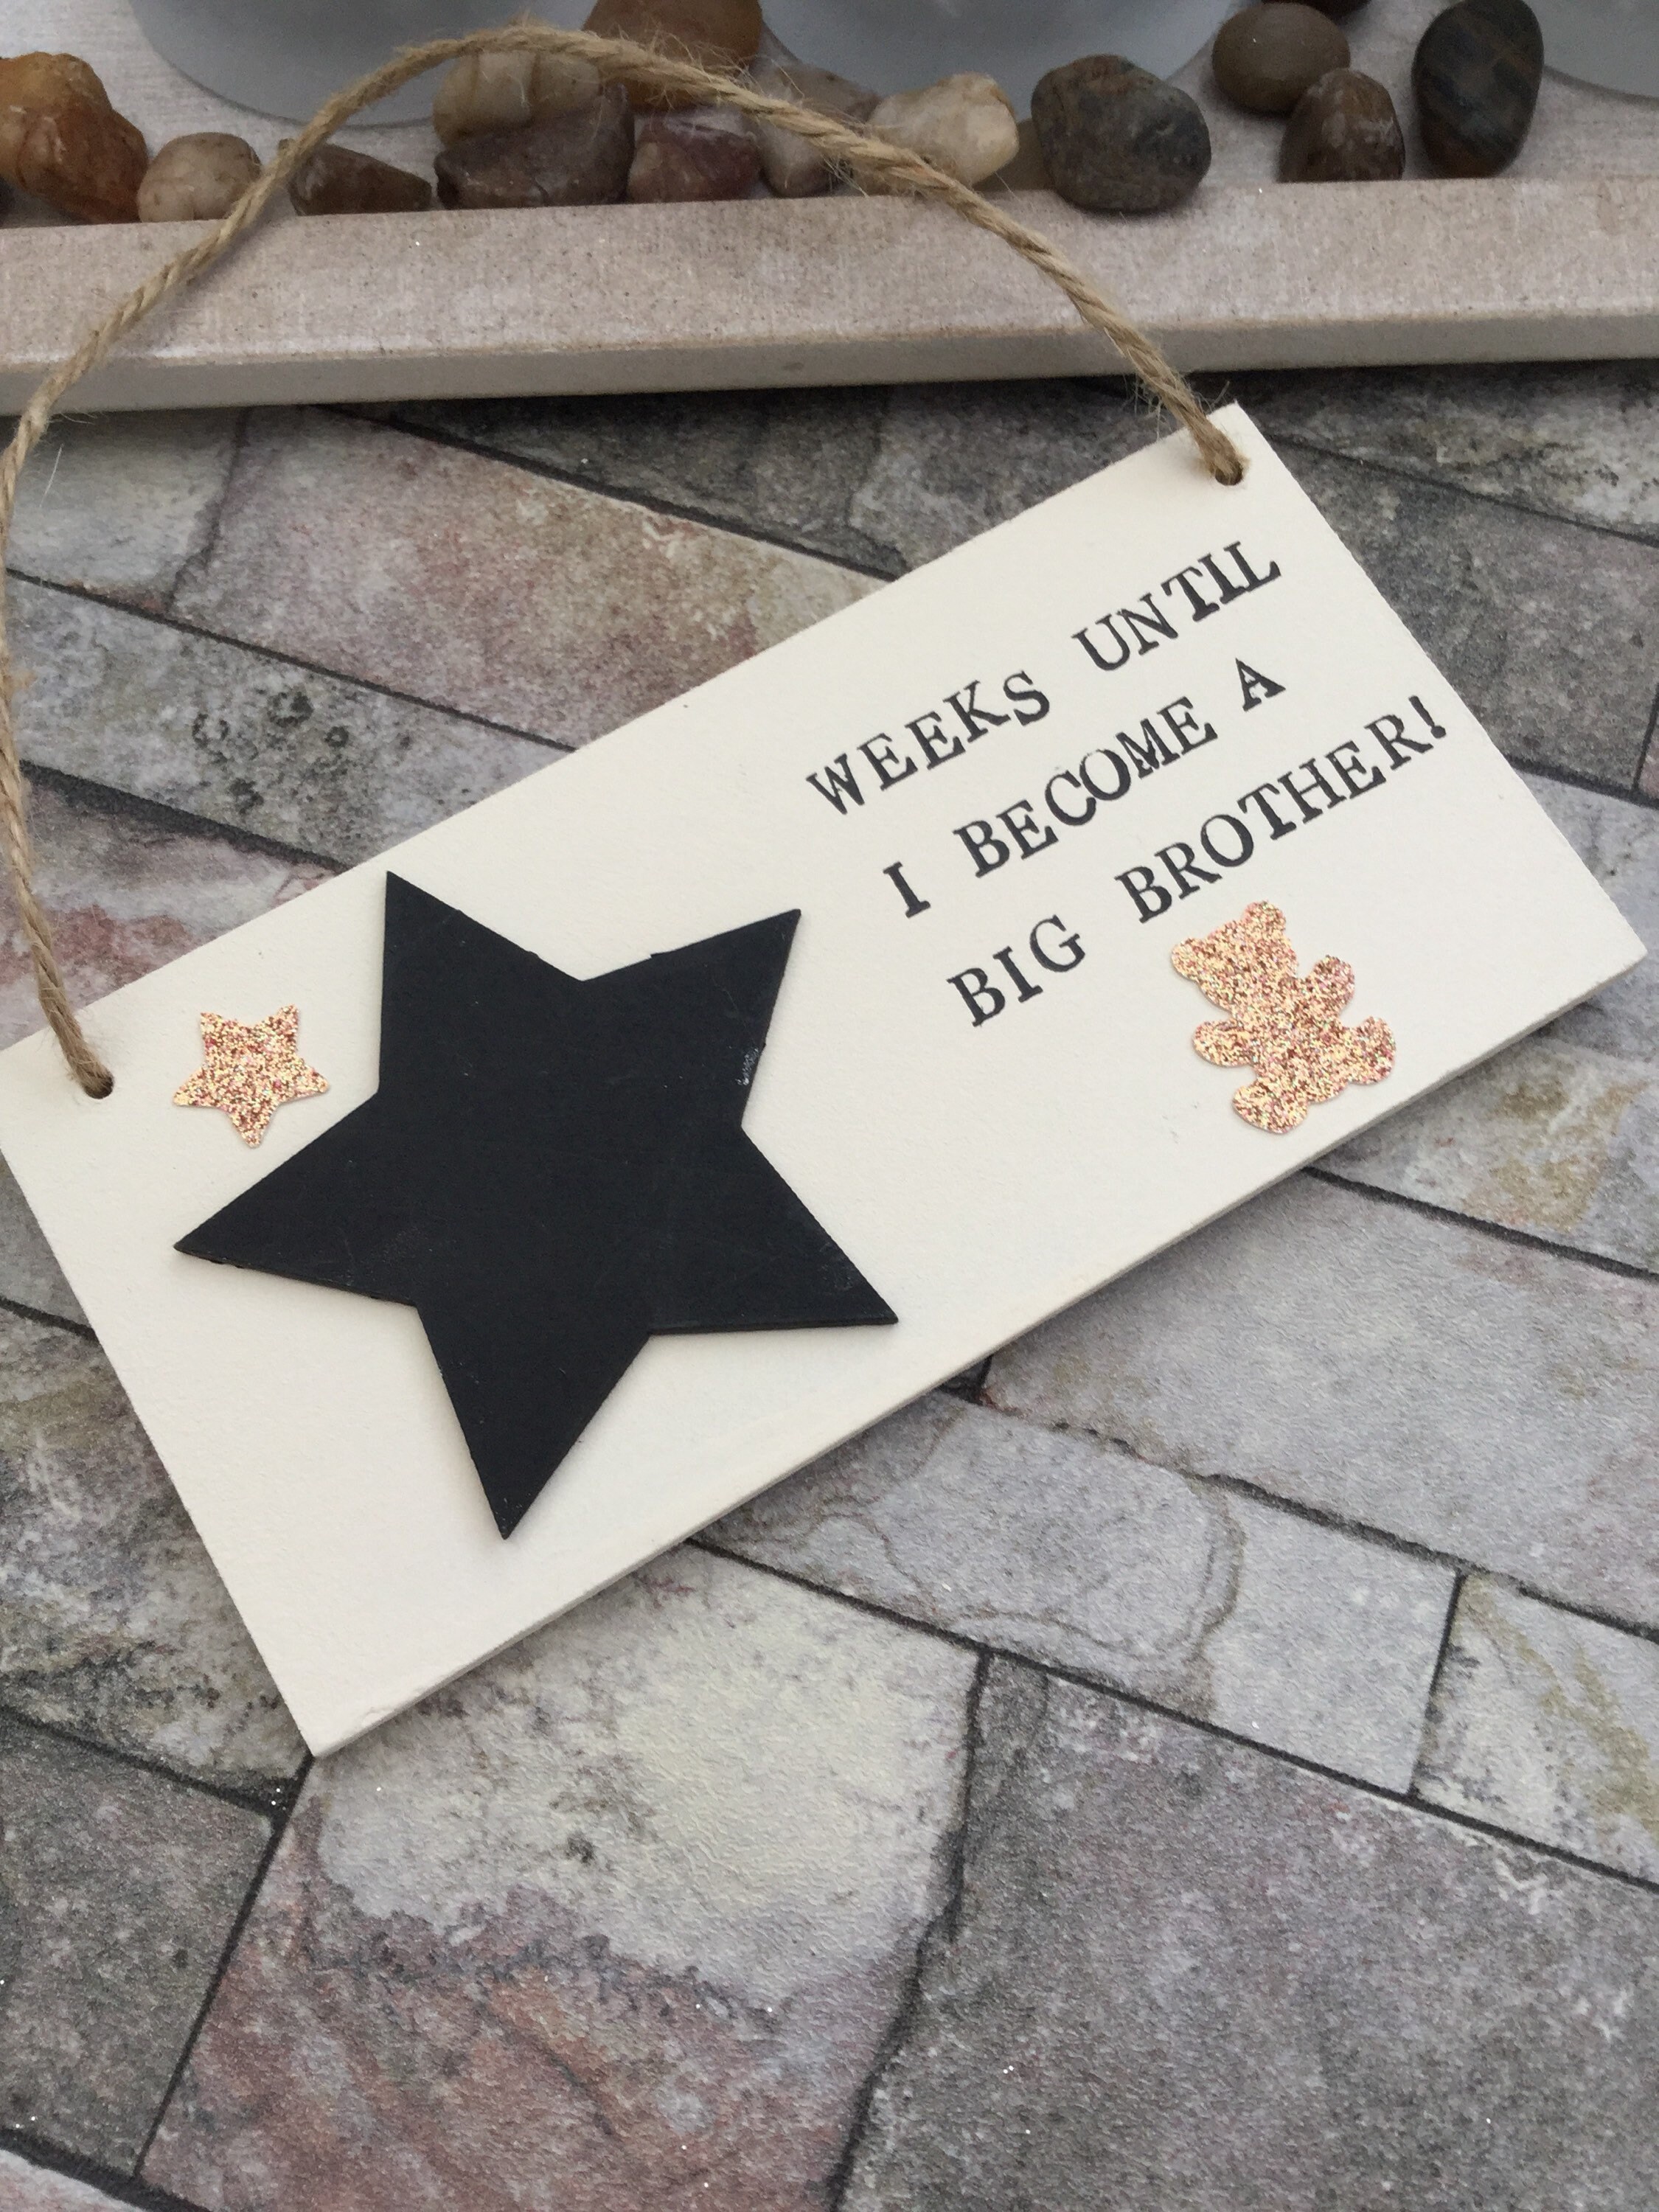 WEEKS UNTIL
I BECOME A
BIG BROTHER!